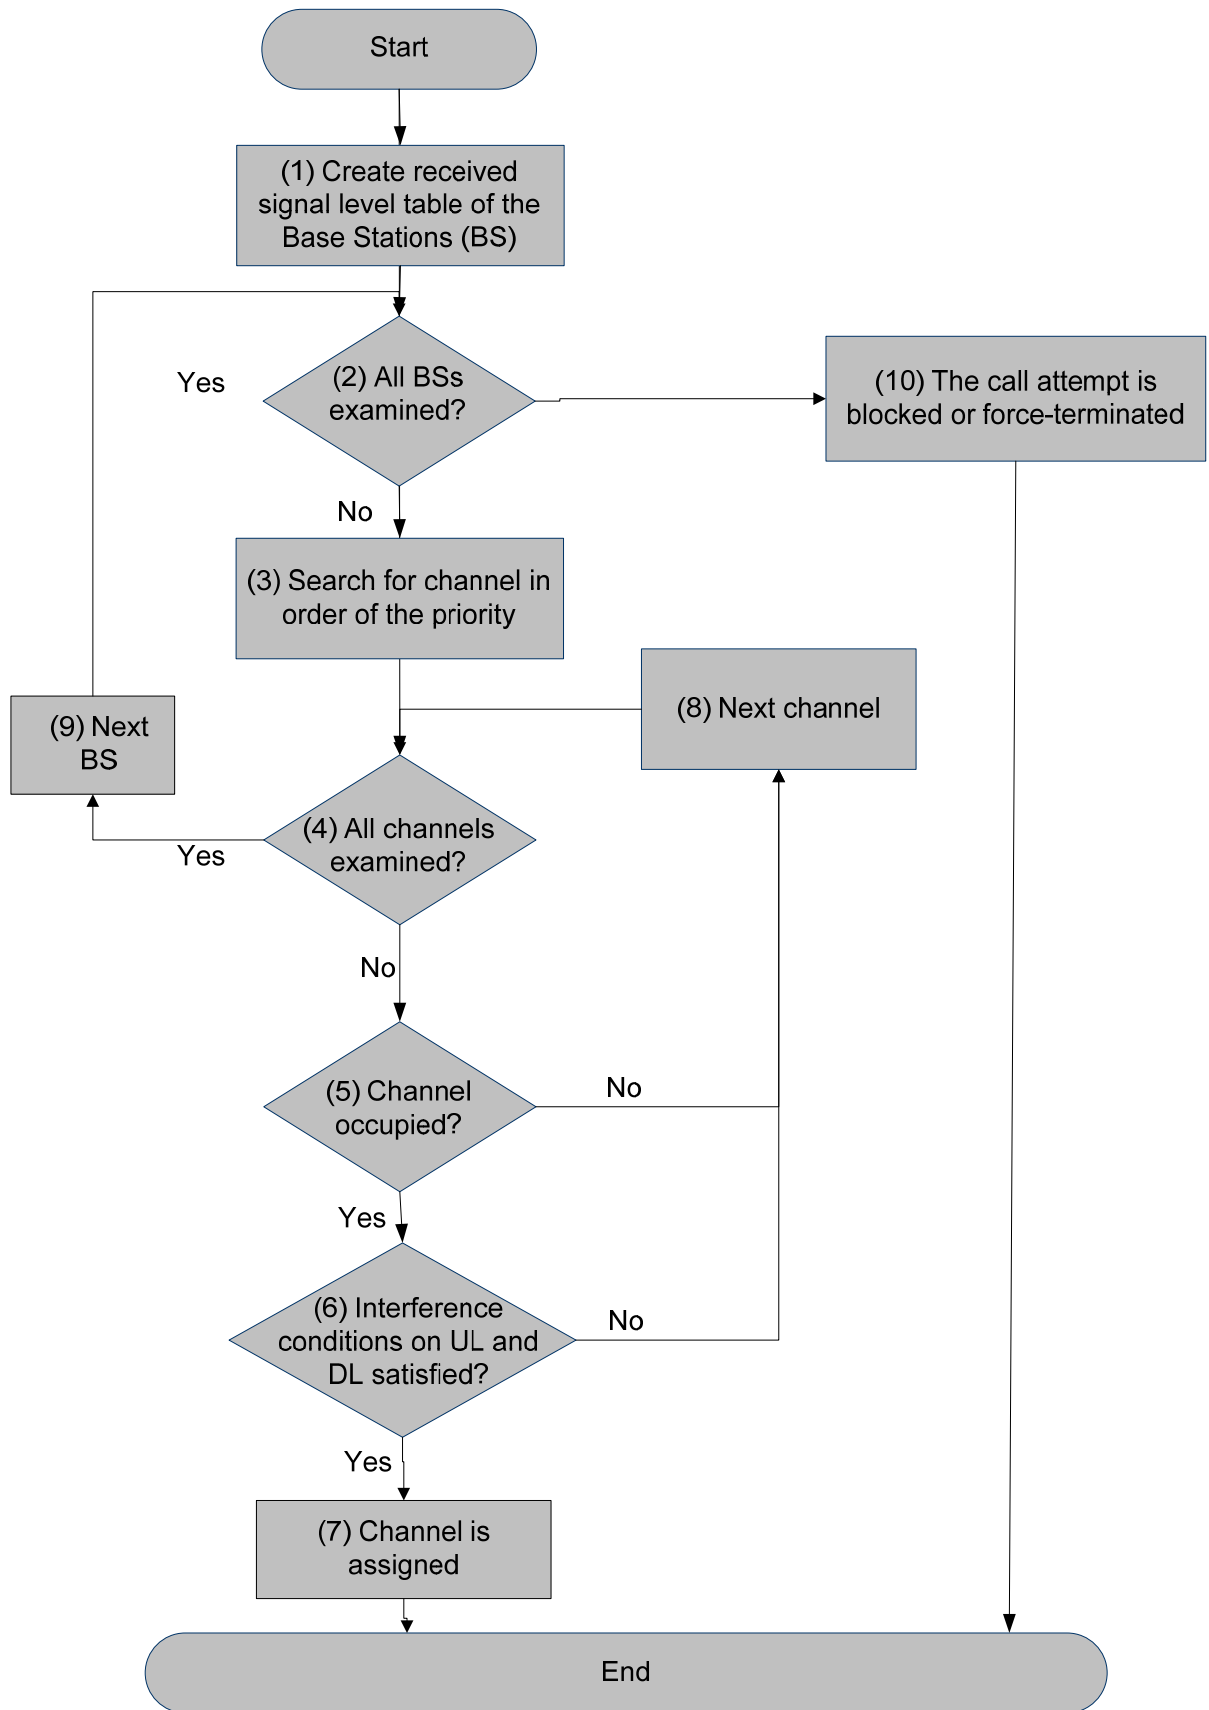 Start
(1) Create received
signal level table of the
Base Stations (BS)
Yes
(2) All BSs
examined?
(10) The call attempt is
blocked or force-terminated
No
(3) Search for channel in
order of the priority
(8) Next channel
(9) Next
BS
(4) All channels
examined?
Yes
No
(5) Channel
occupied?
No
Yes
(6) Interference
conditions on UL and
DL satisfied?
No
Yes
(7) Channel is
assigned
End